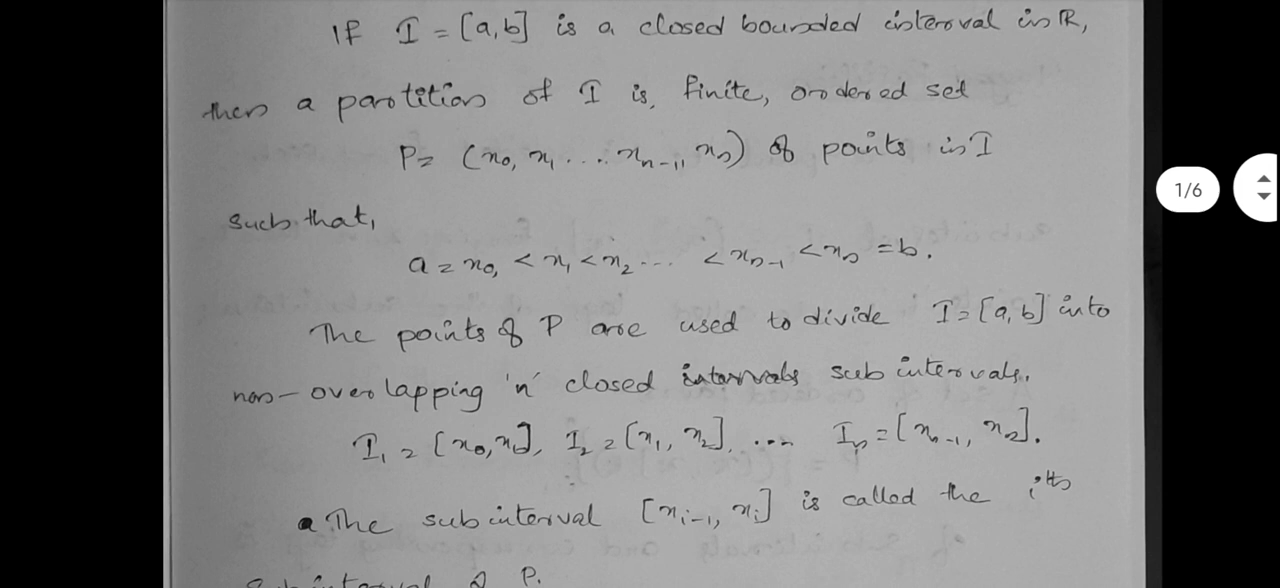 If I = [a,b] is a closed bounded interval in R,
then a partition of I is, finite, ordered set
P = (x₀, x₁ ... xₙ₋₁, xₙ) of points in I
such that,
a = x₀, < x₁ < x₂ ... < xₙ₋₁ < xₙ = b.
The points of P are used to divide I = [a,b] into
non-overlapping 'n' closed intervals subintervals.
I₁ = [x₀, x₁], I₂ = [x₁, x₂], ... Iₙ = [xₙ₋₁, xₙ].
The subinterval [xᵢ₋₁, xᵢ] is called the iᵗʰ
Subinterval of P.
1/6